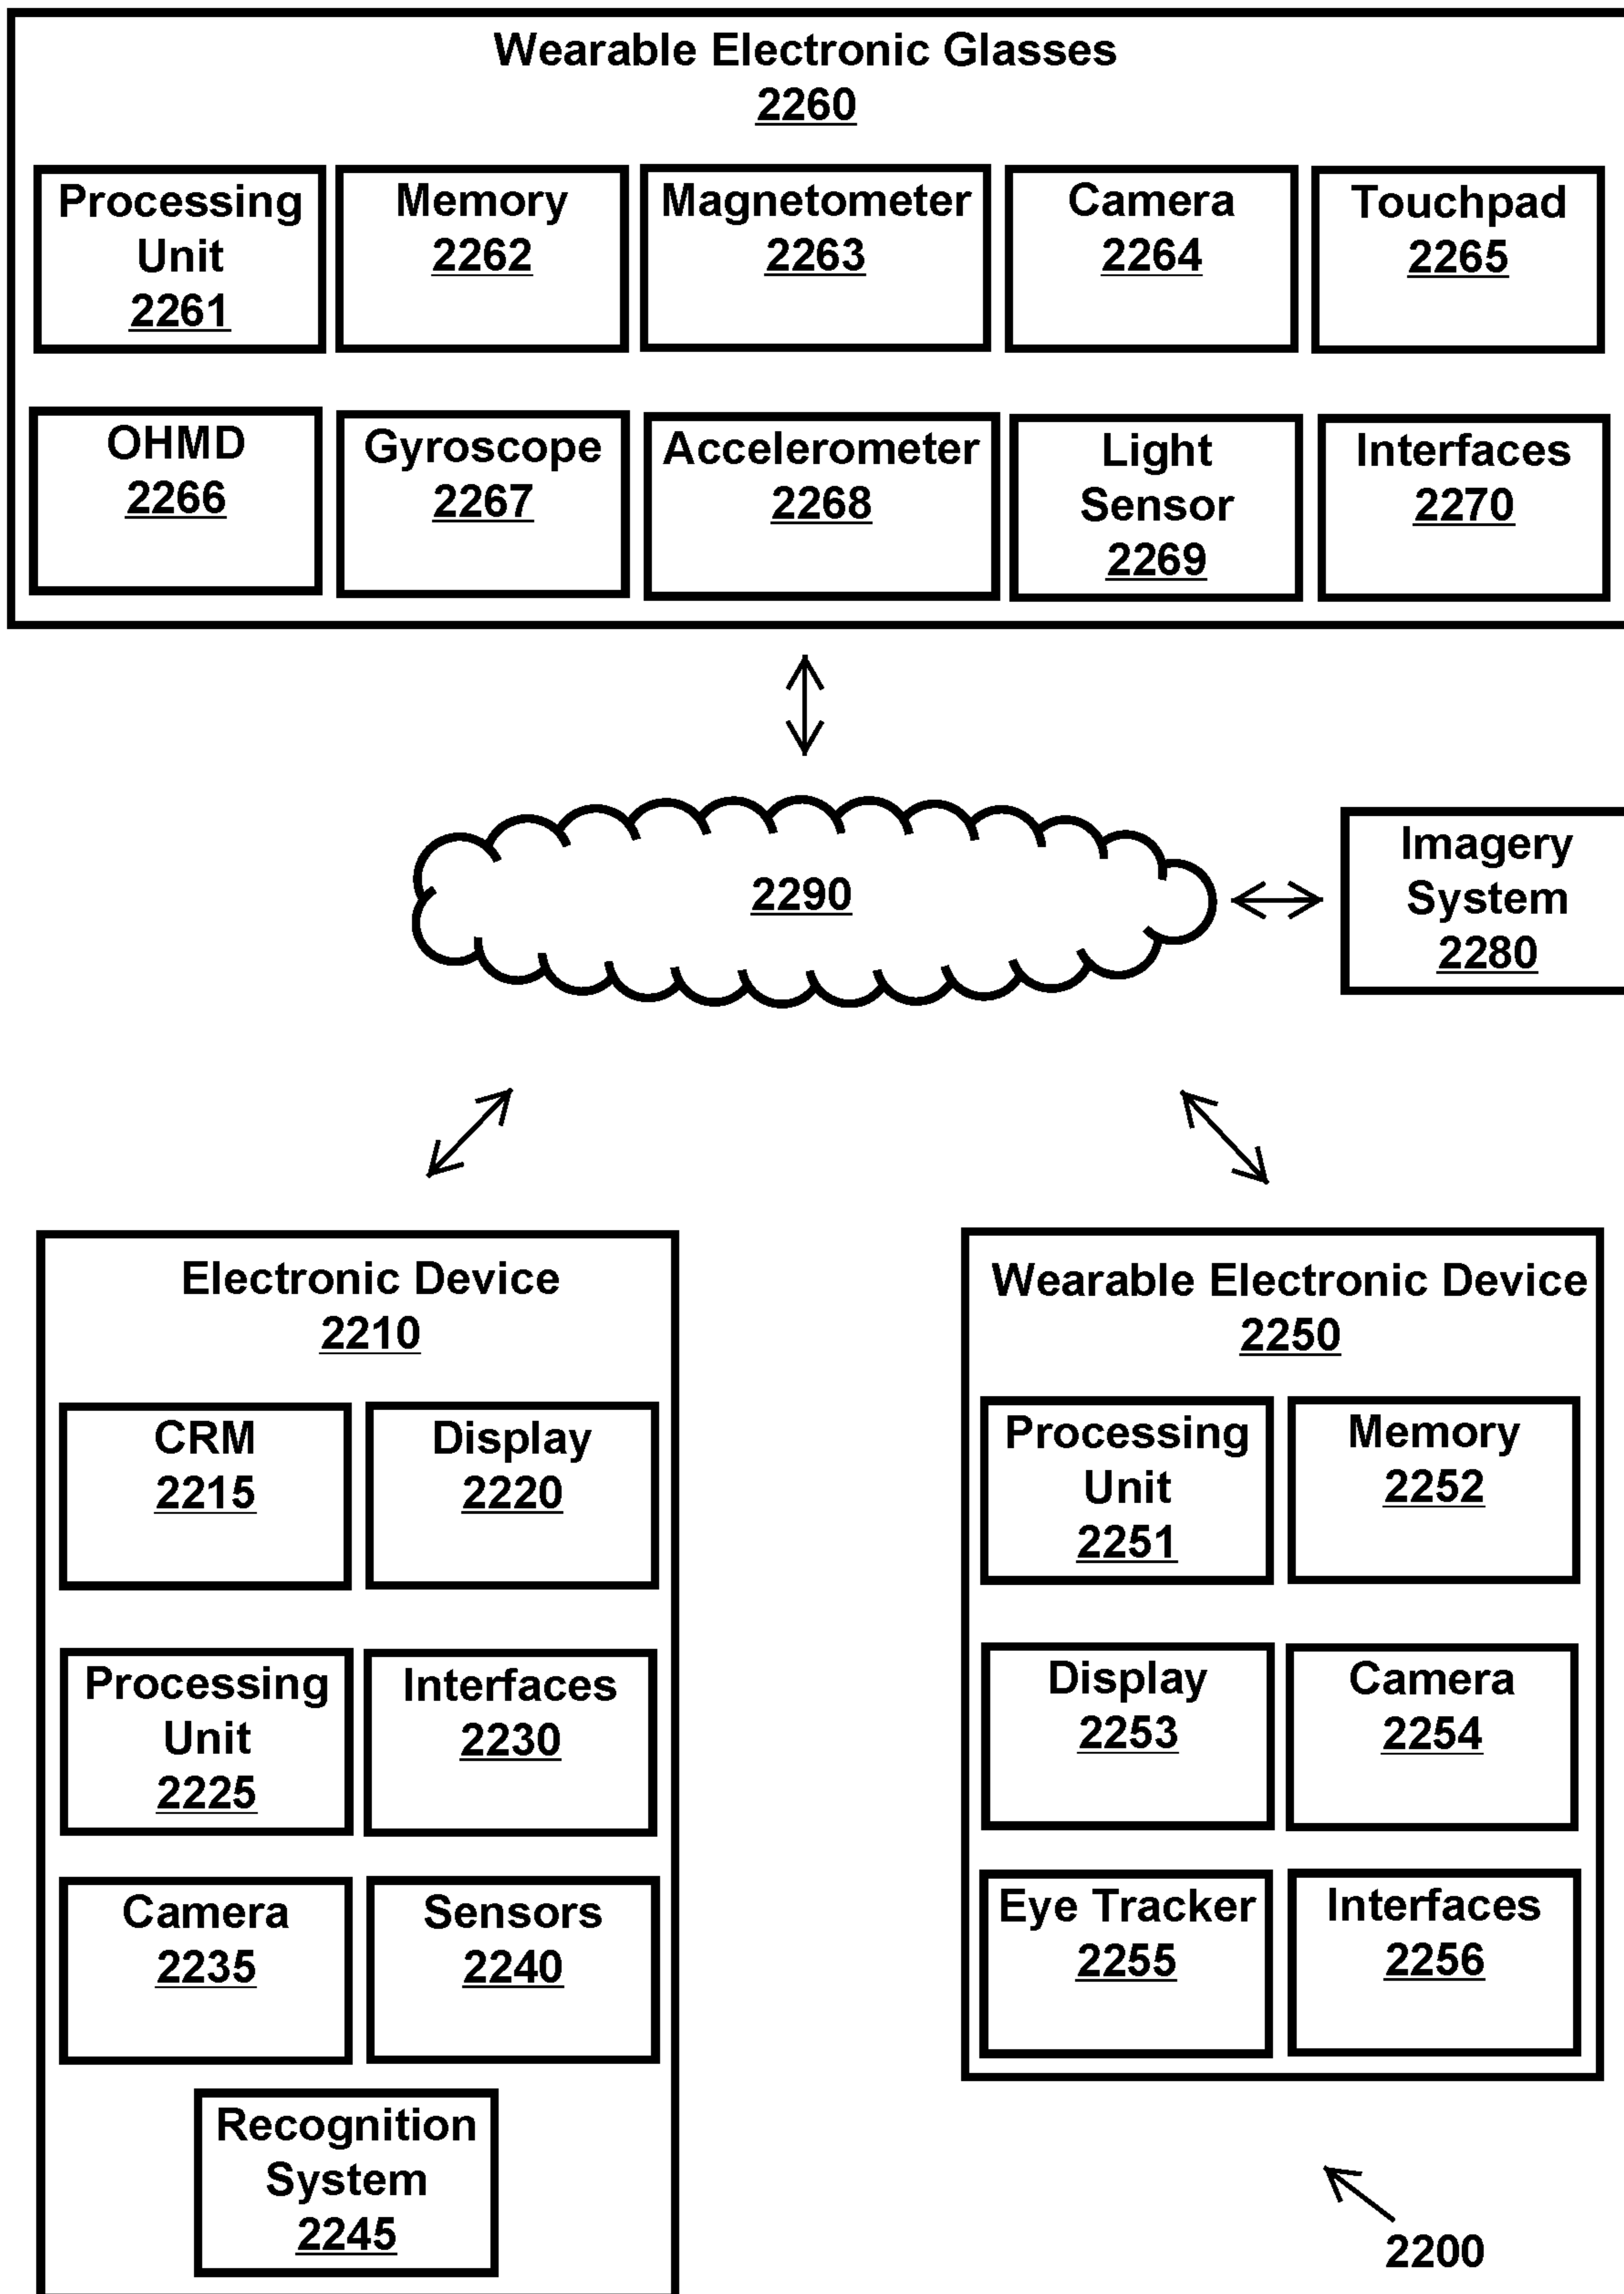 Wearable Electronic Glasses
2260
Processing
Unit
2261
Memory
2262
Magnetometer
2263
Camera
2264
Touchpad
2265
OHMD
2266
Gyroscope
2267
Accelerometer
2268
Light
Sensor
2269
Interfaces
2270
2290
Imagery
System
2280
Electronic Device
2210
CRM
2215
Display
2220
Processing
Unit
2225
Interfaces
2230
Camera
2235
Sensors
2240
Recognition
System
2245
Wearable Electronic Device
2250
Processing
Unit
2251
Memory
2252
Display
2253
Camera
2254
Eye Tracker
2255
Interfaces
2256
2200